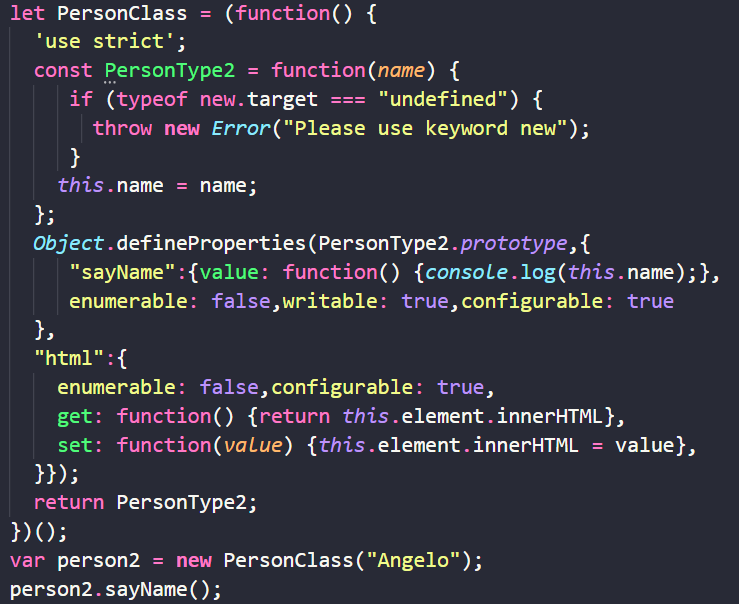 let PersonClass = (function() {
'use strict';
const PersonType2 = function(name) {
if (typeof new.target === "undefined") {
throw new Error("Please use keyword new");
}
this.name = name;
};
Object.defineProperties(PersonType2.prototype,{
"sayName":{value: function() {console.log(this.name);},
enumerable: false,writable: true,configurable: true
},
"html":{
enumerable: false,configurable: true,
get: function() {return this.element.innerHTML},
set: function(value) {this.element.innerHTML = value},
}});
return PersonType2;
})();
var person2 = new PersonClass("Angelo");
person2.sayName();